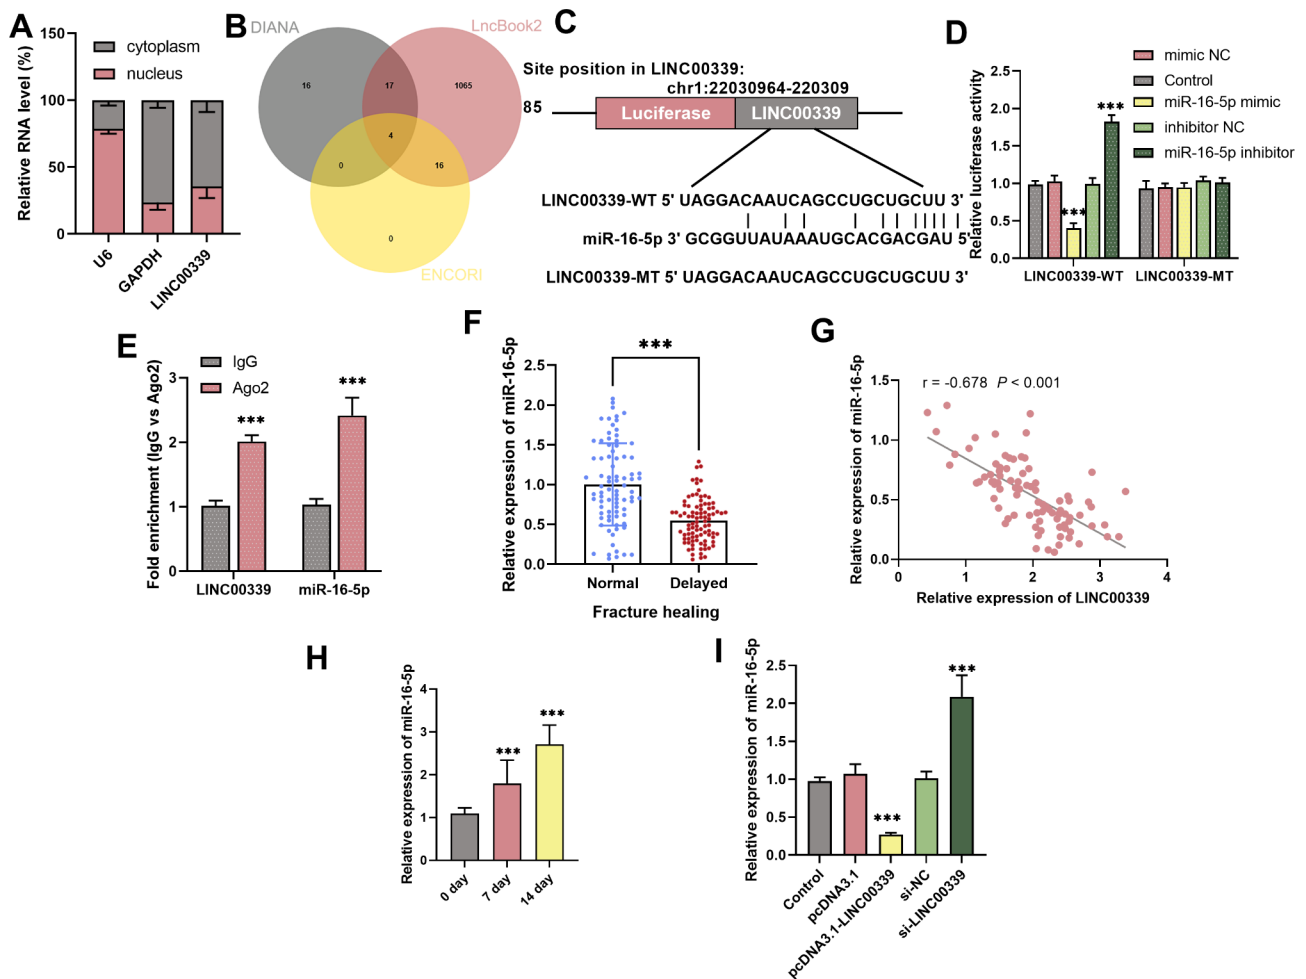 A
150
100
50
0
Relative RNA level (%)
cytoplasm
nucleus
U6
GAPDH
LINC00339
B
DIANA
LncBook2
16
17
1065
4
0
16
0
ENCORI
C
Site position in LINC00339:
chr1:22030964-220309
85
Luciferase
LINC00339
LINC00339-WT 5' UAGGACAAUCAGCCUGCUGCUU 3'
miR-16-5p 3' GCGGUUAUAAAUGCACGACGAU 5'
LINC00339-MT 5' UAGGACAAUCAGCCUGCUGCUU 3'
D
mimic NC
Control
miR-16-5p mimic
inhibitor NC
miR-16-5p inhibitor
Relative luciferase activity
2.5
2.0
1.5
1.0
0.5
0.0
***
***
LINC00339-WT
LINC00339-MT
E
IgG
Ago2
Fold enrichment (IgG vs Ago2)
3
2
1
0
***
***
LINC00339
miR-16-5p
F
Relative expression of miR-16-5p
2.5
2.0
1.5
1.0
0.5
0.0
***
Normal
Delayed
Fracture healing
G
Relative expression of miR-16-5p
1.5
1.0
0.5
0.0
r = -0.678 P < 0.001
0
1
2
3
4
Relative expression of LINC00339
H
Relative expression of miR-16-5p
4
3
2
1
0
***
***
0 day
7 day
14 day
I
Relative expression of miR-16-5p
2.5
2.0
1.5
1.0
0.5
0.0
***
***
Control
pcDNA3.1
pcDNA3.1-LINC00339
si-NC
si-LINC00339